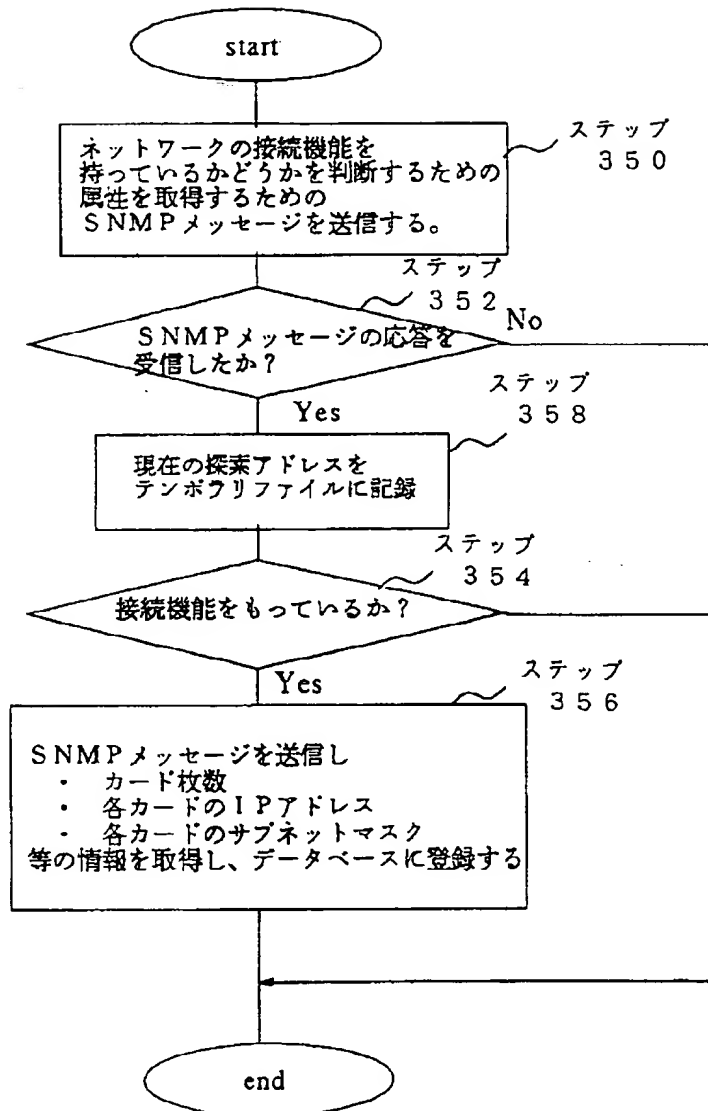 start
ステップ
３５０
ネットワークの接続機能を
持っているかどうかを判断するための
属性を取得するための
ＳＮＭＰメッセージを送信する。
ステップ
３５２
No
ＳＮＭＰメッセージの応答を
受信したか？
Yes
ステップ
３５８
現在の探索アドレスを
テンポラリファイルに記録
ステップ
３５４
接続機能をもっているか？
Yes
ステップ
３５６
ＳＮＭＰメッセージを送信し
・ カード枚数
・ 各カードのＩＰアドレス
・ 各カードのサブネットマスク
等の情報を取得し、データベースに登録する
end